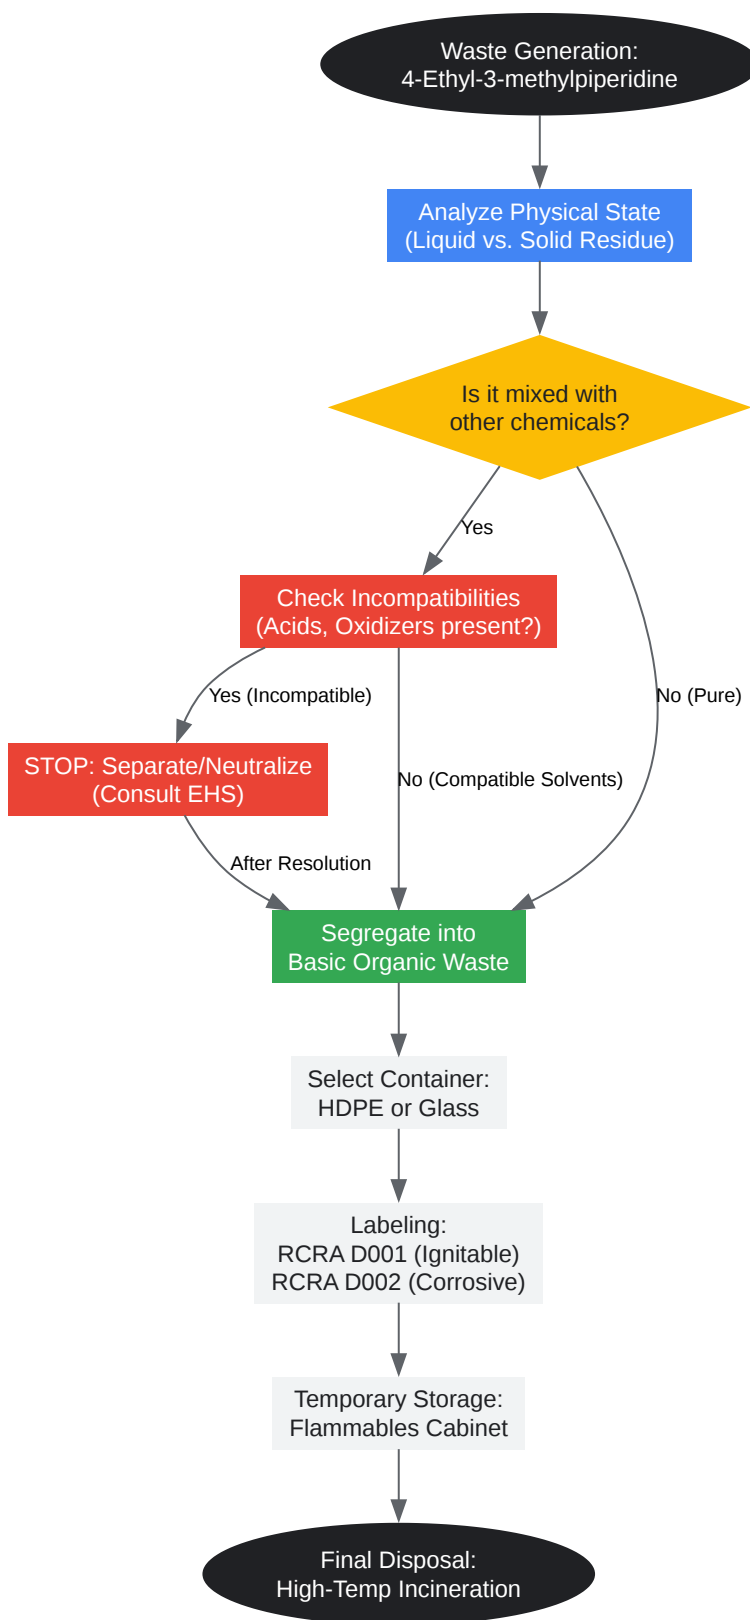 Waste Generation:
4-Ethyl-3-methylpiperidine
Analyze Physical State
(Liquid vs. Solid Residue)
Is it mixed with
other chemicals?
Yes
Check Incompatibilities
(Acids, Oxidizers present?)
Yes (Incompatible)
No (Pure)
STOP: Separate/Neutralize
(Consult EHS)
No (Compatible Solvents)
After Resolution
Segregate into
Basic Organic Waste
Select Container:
HDPE or Glass
Labeling:
RCRA D001 (Ignitable)
RCRA D002 (Corrosive)
Temporary Storage:
Flammables Cabinet
Final Disposal:
High-Temp Incineration